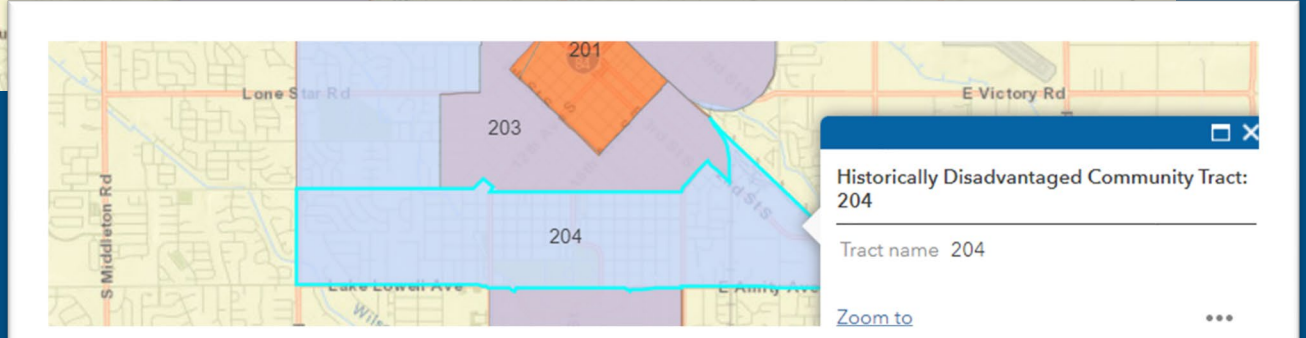 201
Lone Star Rd
E Victory Rd
203
Historically Disadvantaged Community Tract:
204
S Middleton Rd
204
Tract name 204
Lake Lowell Ave
E Amity Ave
Zoom to